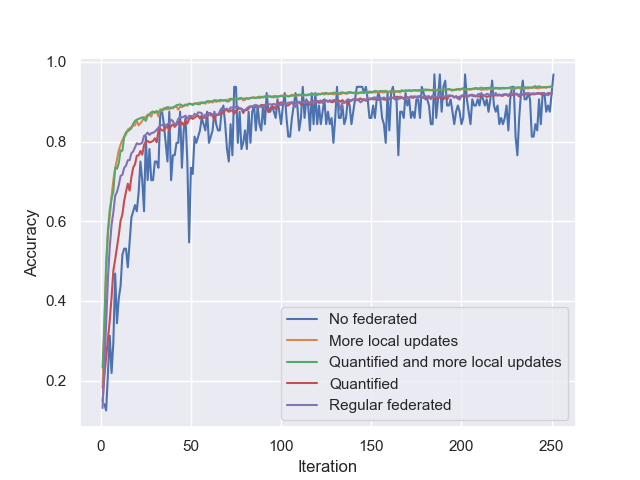 1.0
0.8
0.6
0.4
0.2
Accuracy
No federated
More local updates
Quantified and more local updates
Quantified
Regular federated
0
50
100
150
200
250
Iteration